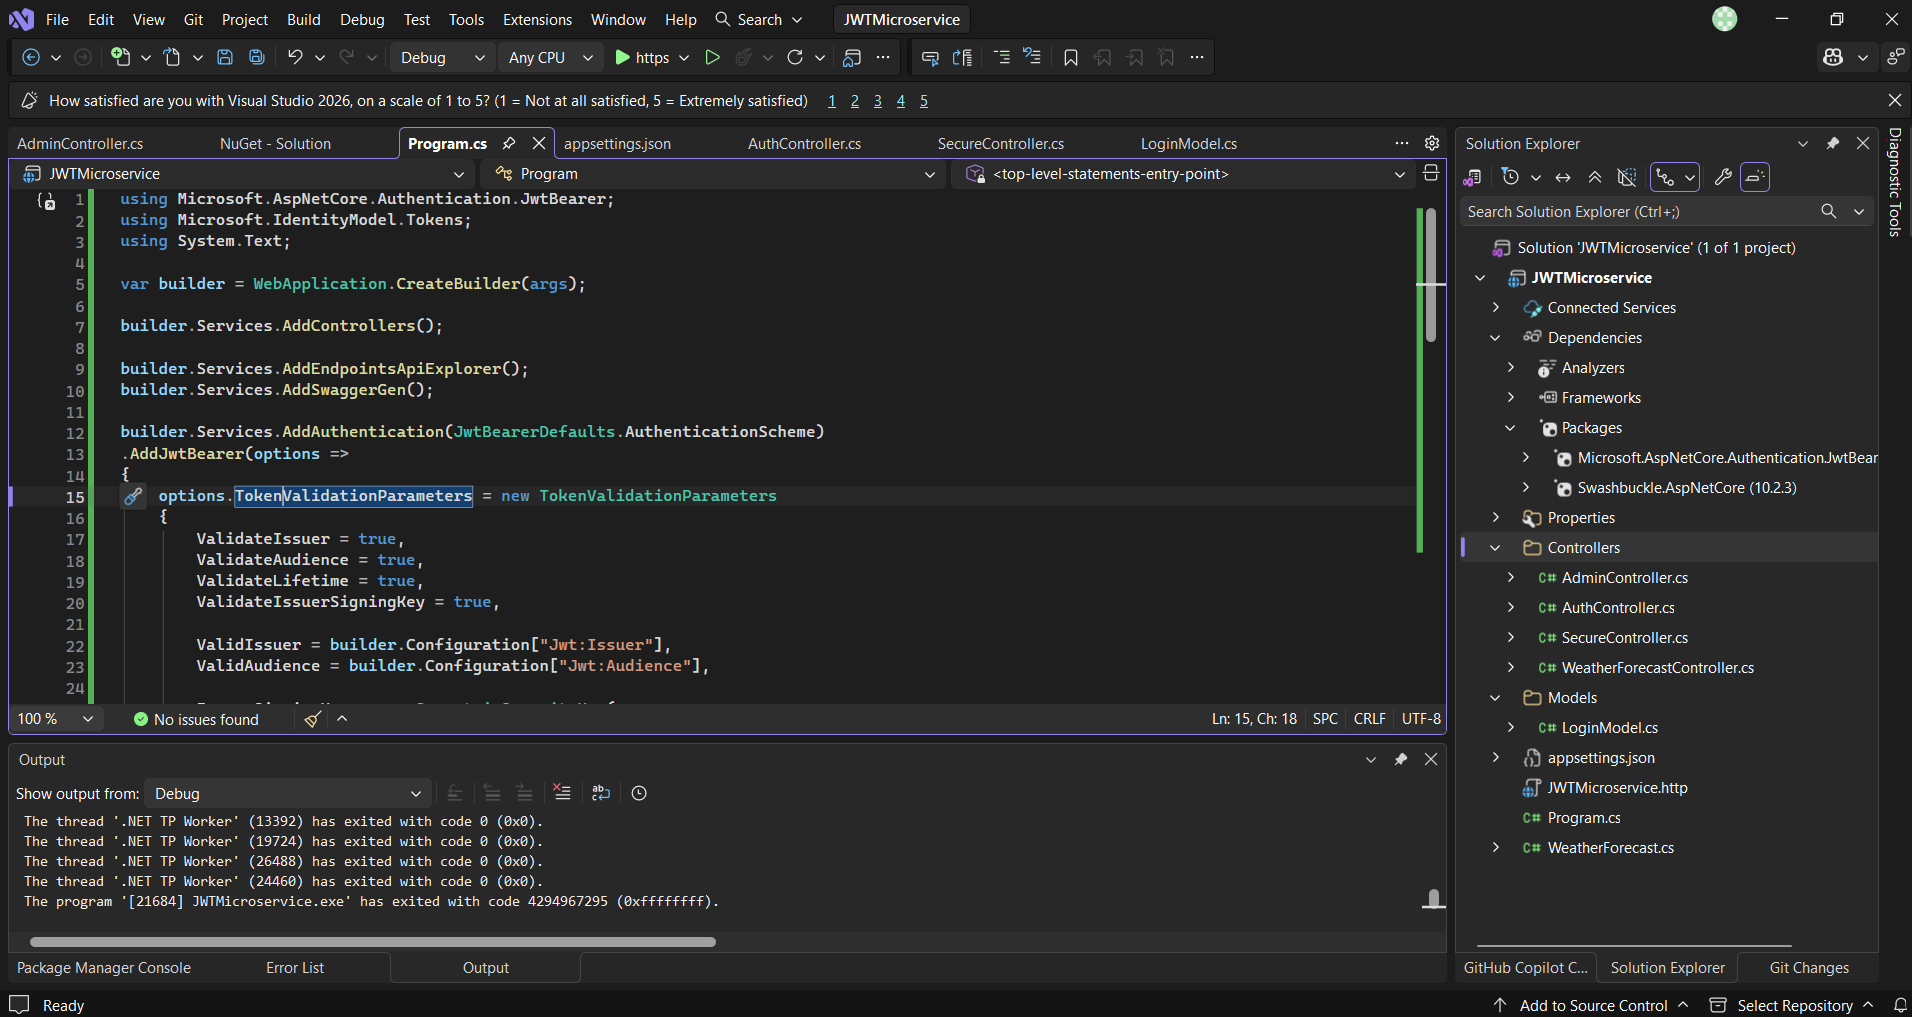 File Edit View Git Project Build Debug Test Tools Extensions Window Help Search JWTMicroservice
Debug Any CPU https
How satisfied are you with Visual Studio 2026, on a scale of 1 to 5? (1 = Not at all satisfied, 5 = Extremely satisfied) 1 2 3 4 5
AdminController.cs NuGet - Solution Program.cs appsettings.json AuthController.cs SecureController.cs LoginModel.cs
JWTMicroservice Program <top-level-statements-entry-point>
1 using Microsoft.AspNetCore.Authentication.JwtBearer;
2 using Microsoft.IdentityModel.Tokens;
3 using System.Text;
4
5 var builder = WebApplication.CreateBuilder(args);
6
7 builder.Services.AddControllers();
8
9 builder.Services.AddEndpointsApiExplorer();
10 builder.Services.AddSwaggerGen();
11
12 builder.Services.AddAuthentication(JwtBearerDefaults.AuthenticationScheme)
13 .AddJwtBearer(options =>
14 {
15 options.TokenValidationParameters = new TokenValidationParameters
16 {
17 ValidateIssuer = true,
18 ValidateAudience = true,
19 ValidateLifetime = true,
20 ValidateIssuerSigningKey = true,
21
22 ValidIssuer = builder.Configuration["Jwt:Issuer"],
23 ValidAudience = builder.Configuration["Jwt:Audience"],
24
100 % No issues found Ln: 15, Ch: 18 SPC CRLF UTF-8
Output
Show output from: Debug
The thread '.NET TP Worker' (13392) has exited with code 0 (0x0).
The thread '.NET TP Worker' (19724) has exited with code 0 (0x0).
The thread '.NET TP Worker' (26488) has exited with code 0 (0x0).
The thread '.NET TP Worker' (24460) has exited with code 0 (0x0).
The program '[21684] JWTMicroservice.exe' has exited with code 4294967295 (0xffffffff).
Package Manager Console Error List Output
Solution Explorer
Search Solution Explorer (Ctrl+;)
Solution 'JWTMicroservice' (1 of 1 project)
JWTMicroservice
Connected Services
Dependencies
Analyzers
Frameworks
Packages
Microsoft.AspNetCore.Authentication.JwtBear
Swashbuckle.AspNetCore (10.2.3)
Properties
Controllers
C# AdminController.cs
C# AuthController.cs
C# SecureController.cs
C# WeatherForecastController.cs
Models
C# LoginModel.cs
appsettings.json
JWTMicroservice.http
C# Program.cs
C# WeatherForecast.cs
GitHub Copilot C... Solution Explorer Git Changes
Diagnostic Tools
Ready Add to Source Control Select Repository